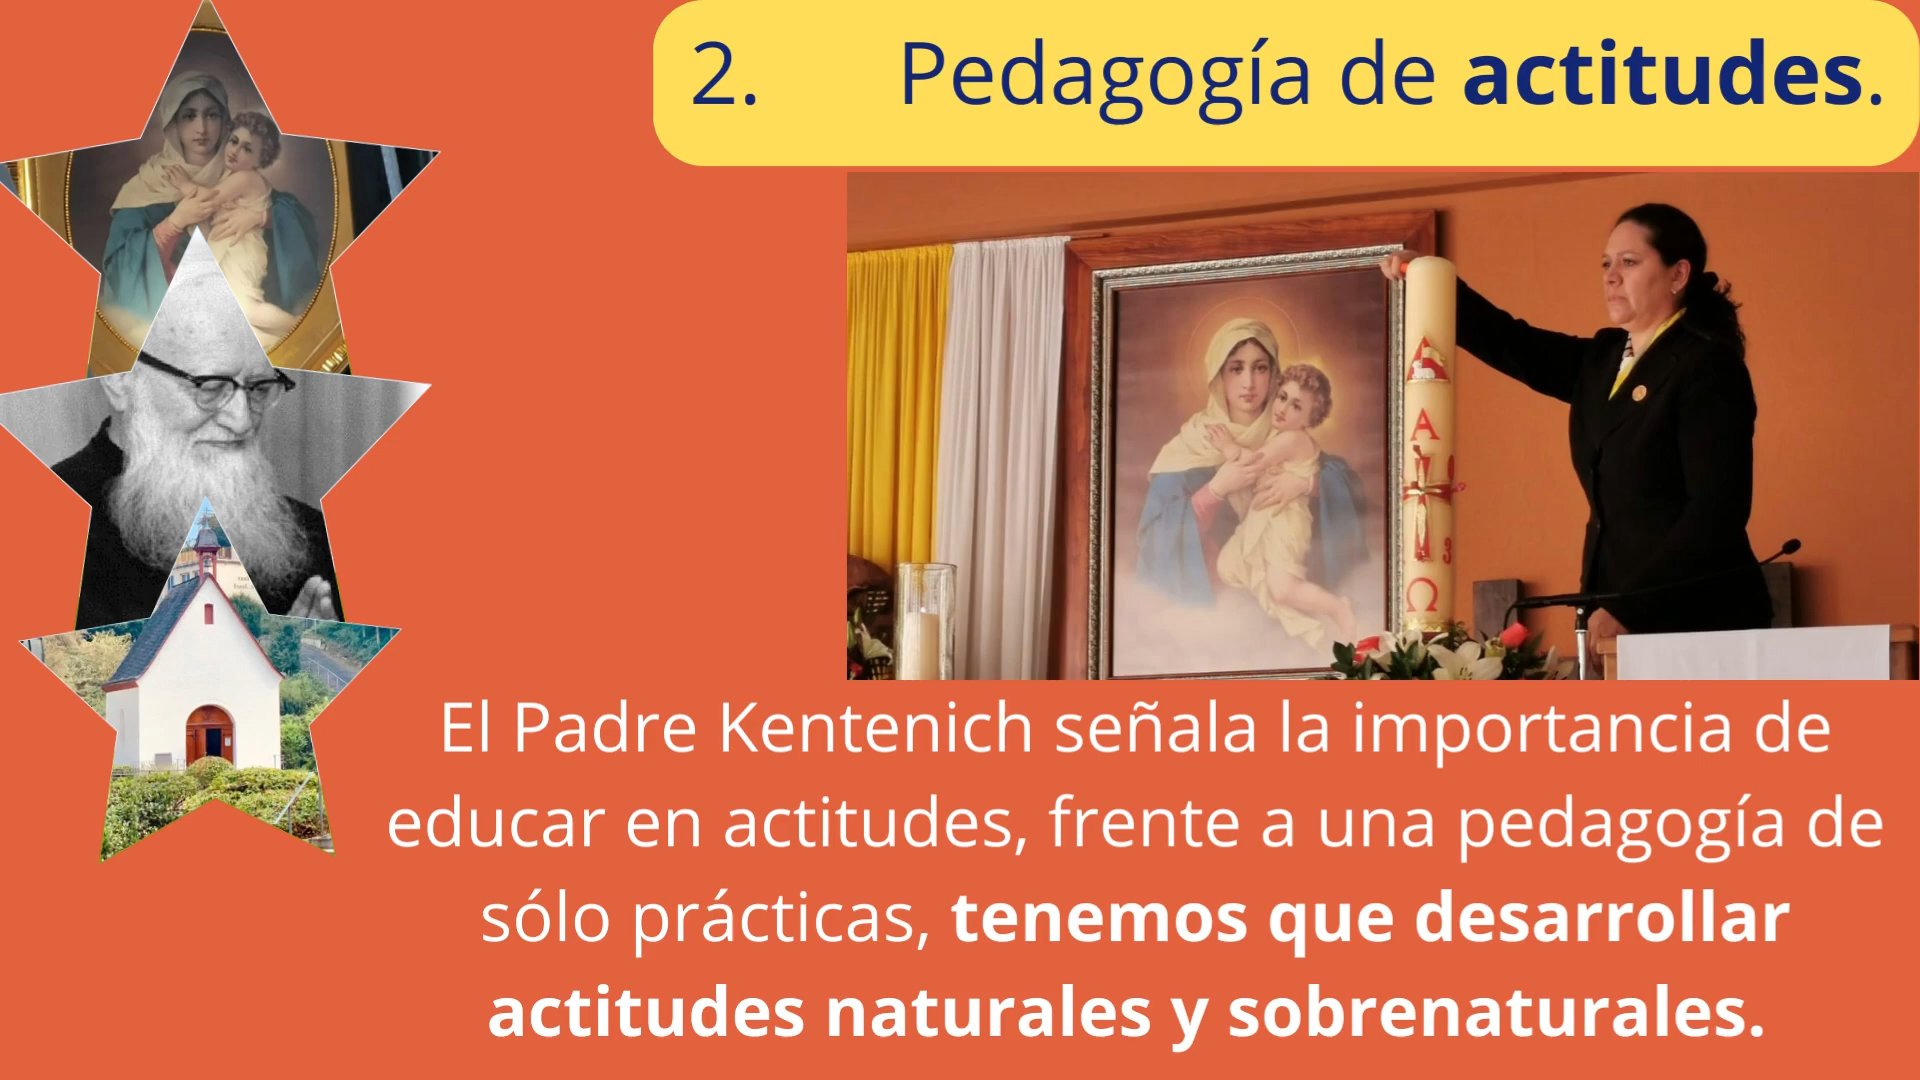 2. Pedagogía de actitudes.
Α
3
Ω
El Padre Kentenich señala la importancia de
educar en actitudes, frente a una pedagogía de
sólo prácticas, tenemos que desarrollar
actitudes naturales y sobrenaturales.